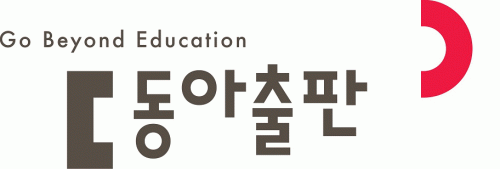 Go Beyond Education
동아출판